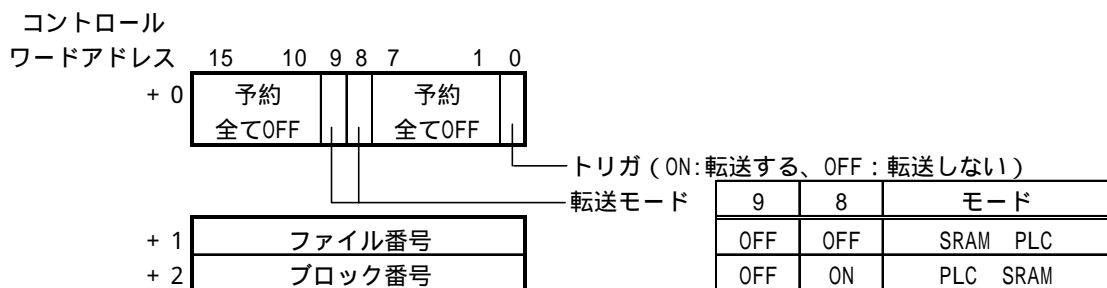 コントロール
ワードアドレス 15 10 9 8 7 1 0
+ 0 予約 予約
全てOFF 全てOFF
トリガ(ON:転送する、OFF:転送しない)
転送モード 9 8 モード
+ 1 ファイル番号 OFF OFF SRAM PLC
+ 2 ブロック番号 OFF ON PLC SRAM